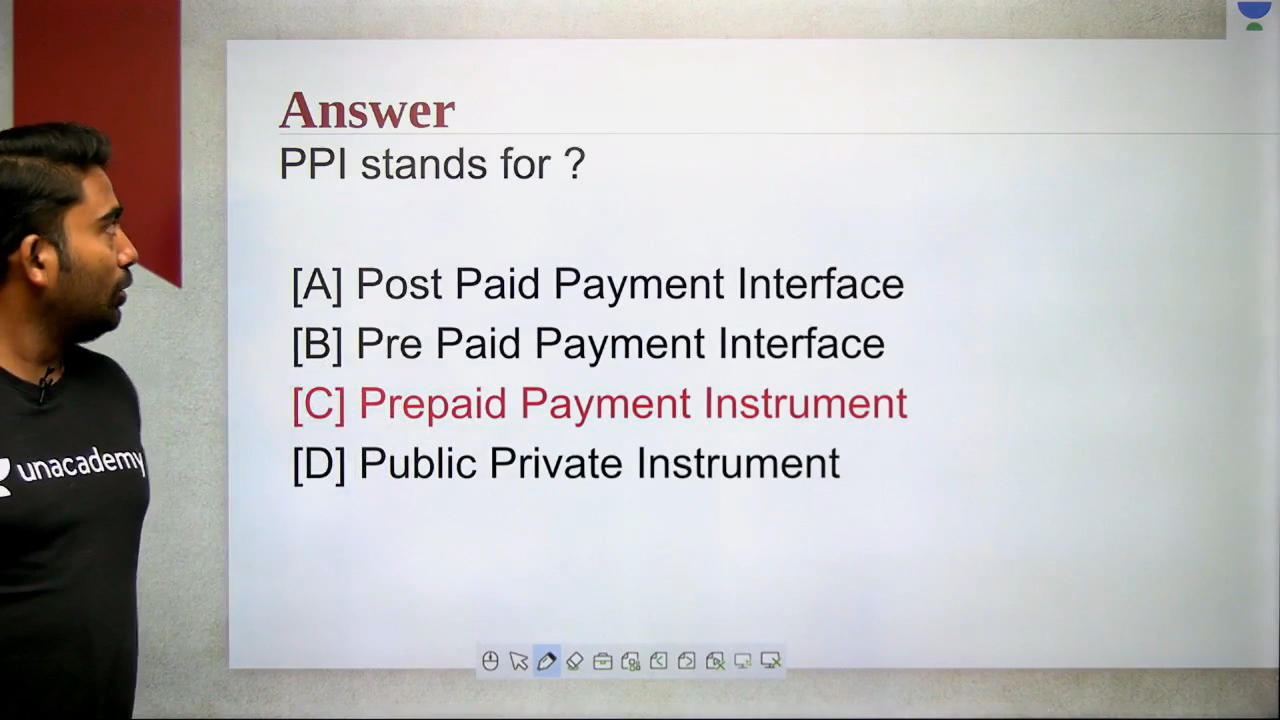 Answer
PPI stands for ?
[A] Post Paid Payment Interface
[B] Pre Paid Payment Interface
[C] Prepaid Payment Instrument
[D] Public Private Instrument
unacademy